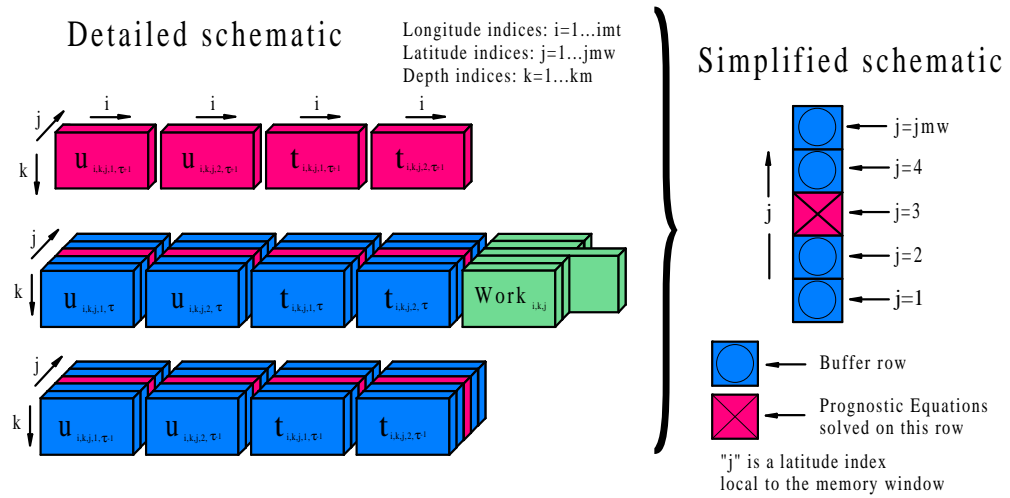 Detailed schematic
Longitude indices: i=1...imt
Latitude indices: j=1...jmw
Depth indices: k=1...km
i i i i
j
k
u i,k,j,1,τ-1
u i,k,j,2,τ-1
t i,k,j,1,τ-1
t i,k,j,2,τ-1
j
k
u i,k,j,1,τ
u i,k,j,2,τ
t i,k,j,1,τ
t i,k,j,2,τ
Work i,k,j
j
k
u i,k,j,1,τ-1
u i,k,j,2,τ-1
t i,k,j,1,τ-1
t i,k,j,2,τ-1
Simplified schematic
j=jmw
j=4
j=3
j=2
j=1
j
Buffer row
Prognostic Equations
solved on this row
"j" is a latitude index
local to the memory window